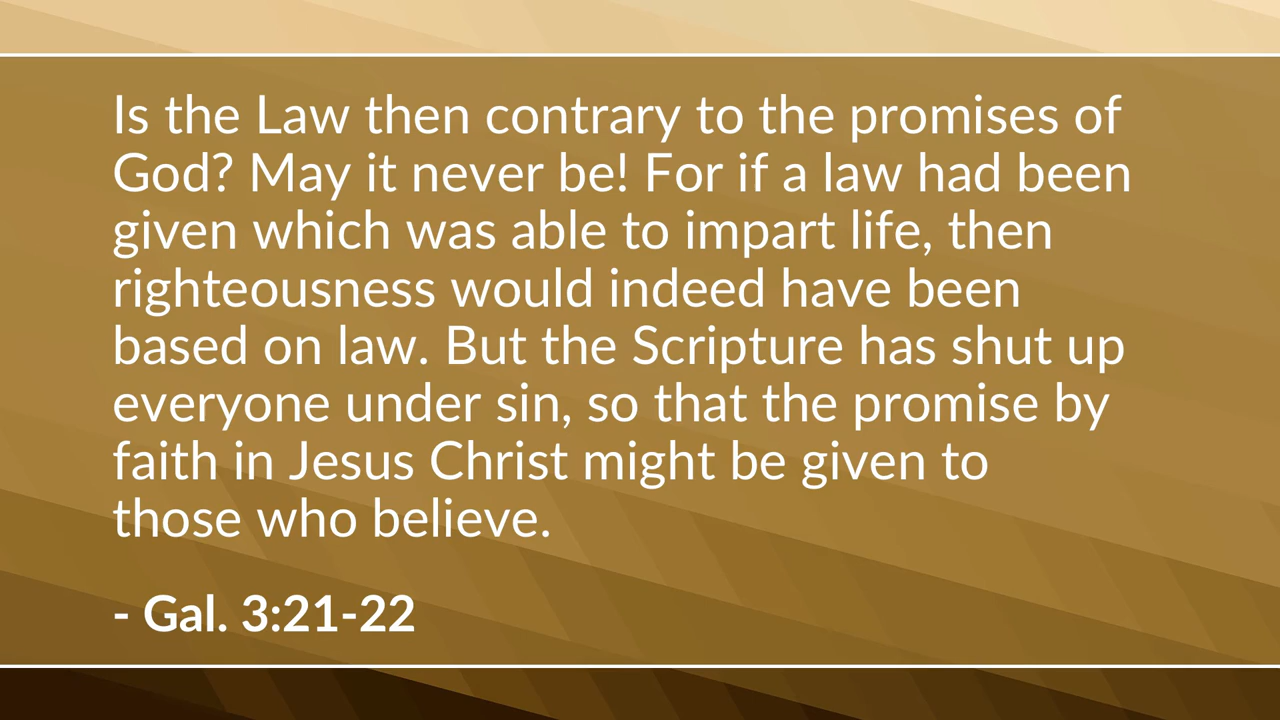 Is the Law then contrary to the promises of
God? May it never be! For if a law had been
given which was able to impart life, then
righteousness would indeed have been
based on law. But the Scripture has shut up
everyone under sin, so that the promise by
faith in Jesus Christ might be given to
those who believe.
- Gal. 3:21-22